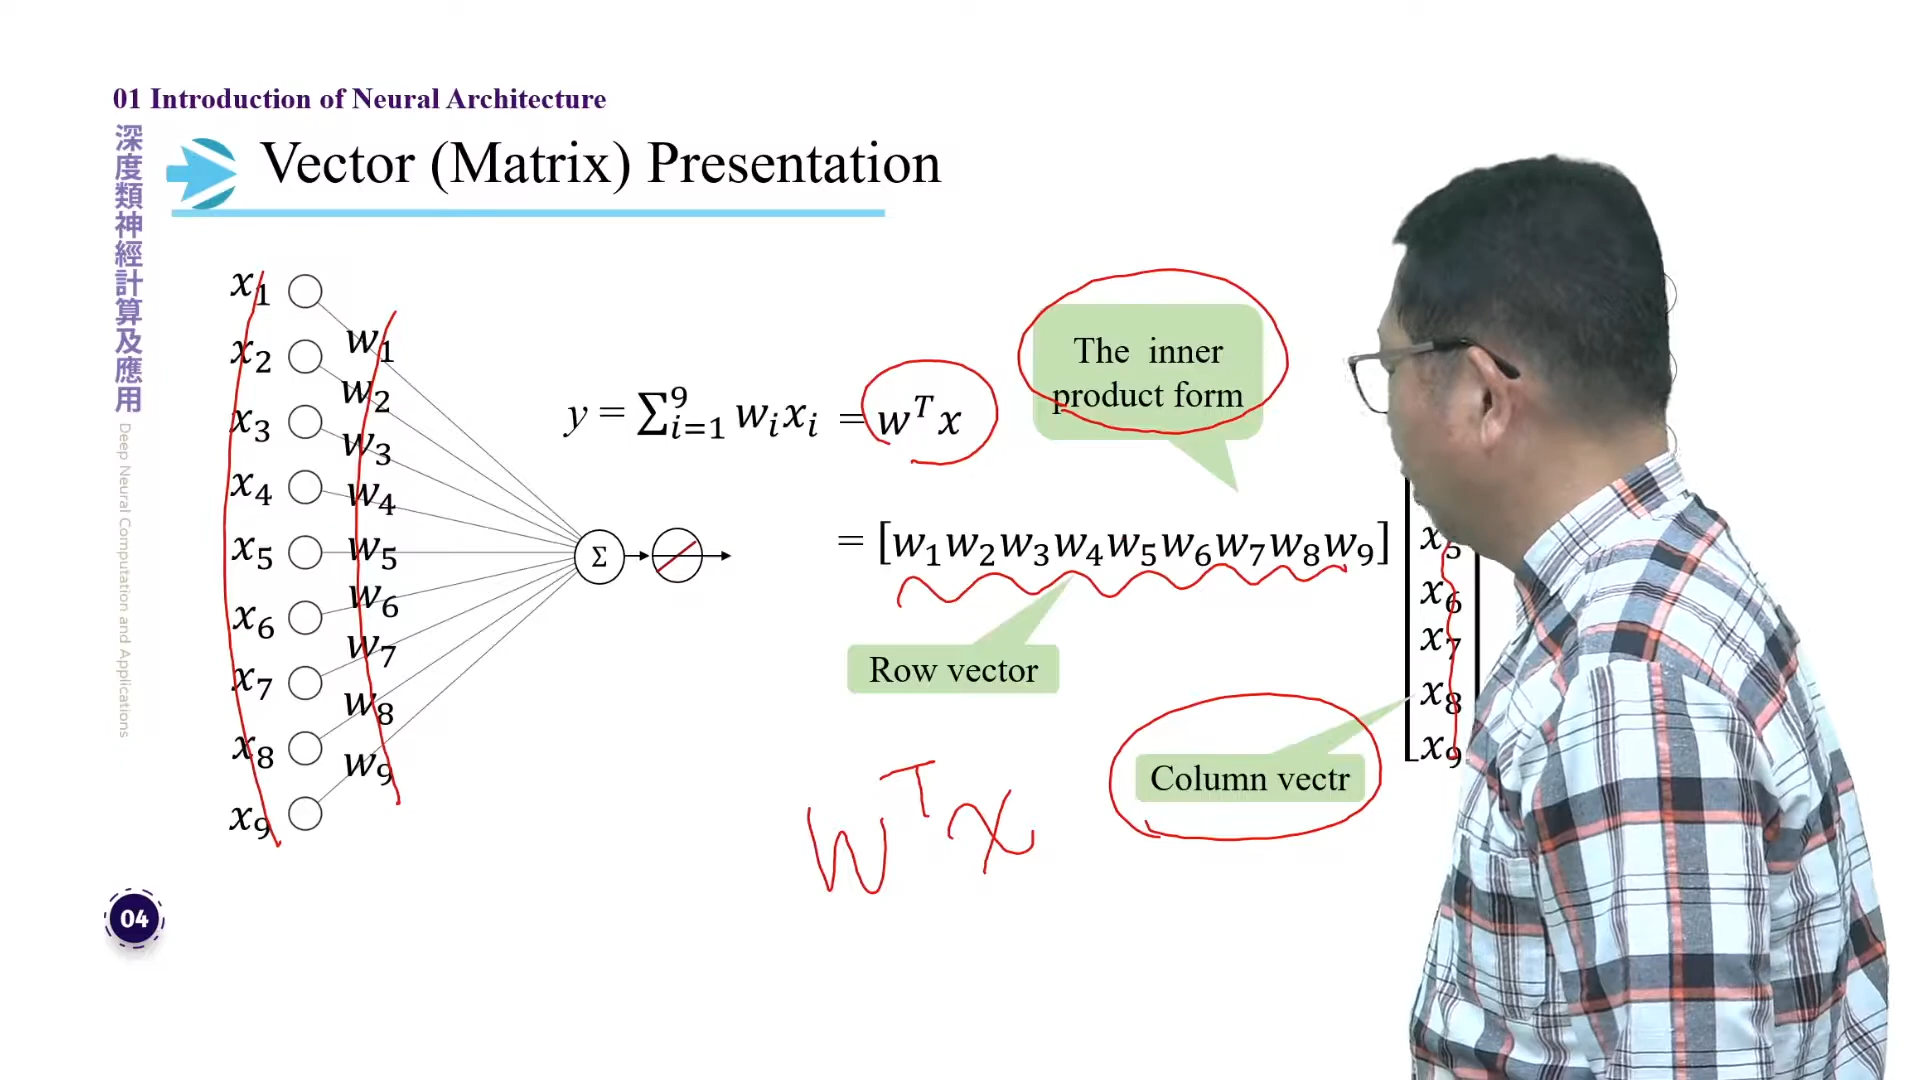 01 Introduction of Neural Architecture
深度類神經計算及應用
Deep Neural Computation and Applications
Vector (Matrix) Presentation
x₁
x₂
x₃
x₄
x₅
x₆
x₇
x₈
x₉
w₁
w₂
w₃
w₄
w₅
w₆
w₇
w₈
w₉
Σ
y = ∑⁹ᵢ₌₁ wᵢxᵢ = wᵀx
The inner
product form
= [w₁w₂w₃w₄w₅w₆w₇w₈w₉]
x₅
x₆
x₇
x₈
x₉
Row vector
Column vectr
wᵀx
04